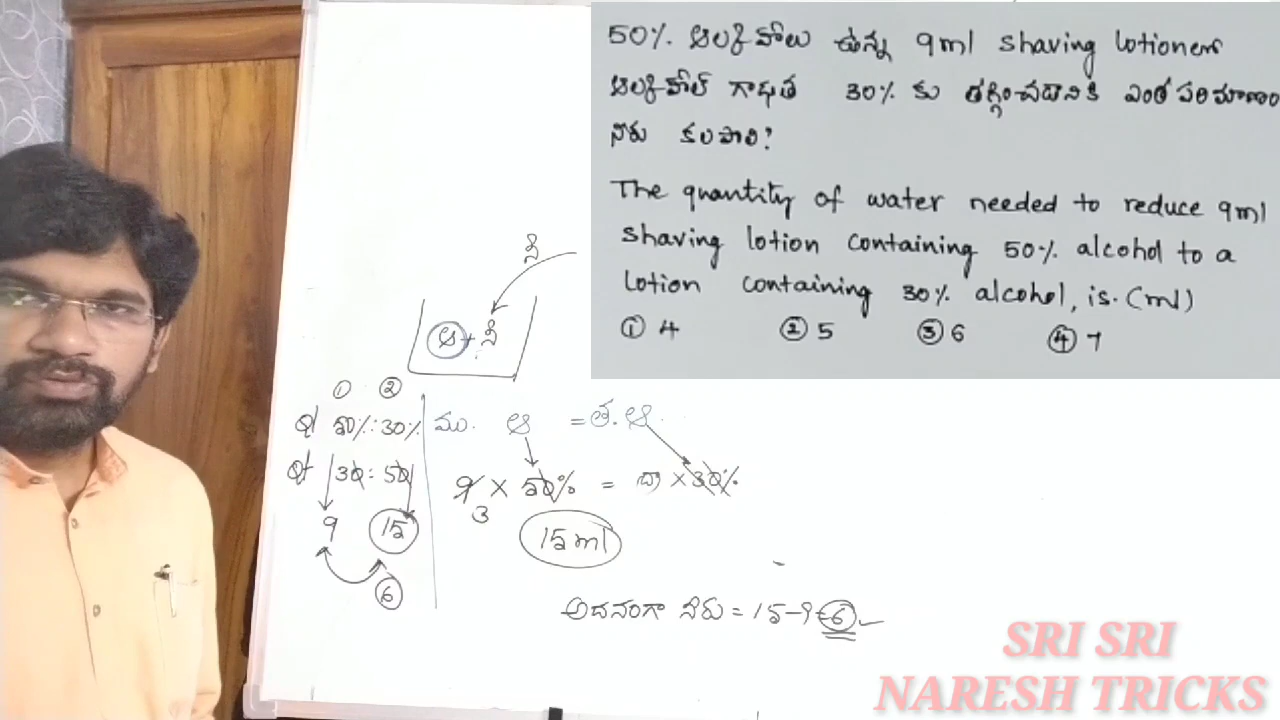 50% ఆల్కహాలు ఉన్న 9ml shaving lotionలో
ఆల్కహాల్ గాఢత 30% కు తగ్గించడానికి ఎంత పరిమాణం
నీరు కలపాలి?
The quantity of water needed to reduce 9ml
shaving lotion containing 50% alcohol to a
lotion containing 30% alcohol, is. (ml)
① 4 ② 5 ③ 6 ④ 7
నీ
ఆ + నీ
① ②
50% : 30%
30 : 50
9 15
6
ము. ఆ = త. ఆ.
9 × 50% = × 30%
3
15 ml
అదనంగా నీరు = 15-9=6
SRI SRI
NARESH TRICKS